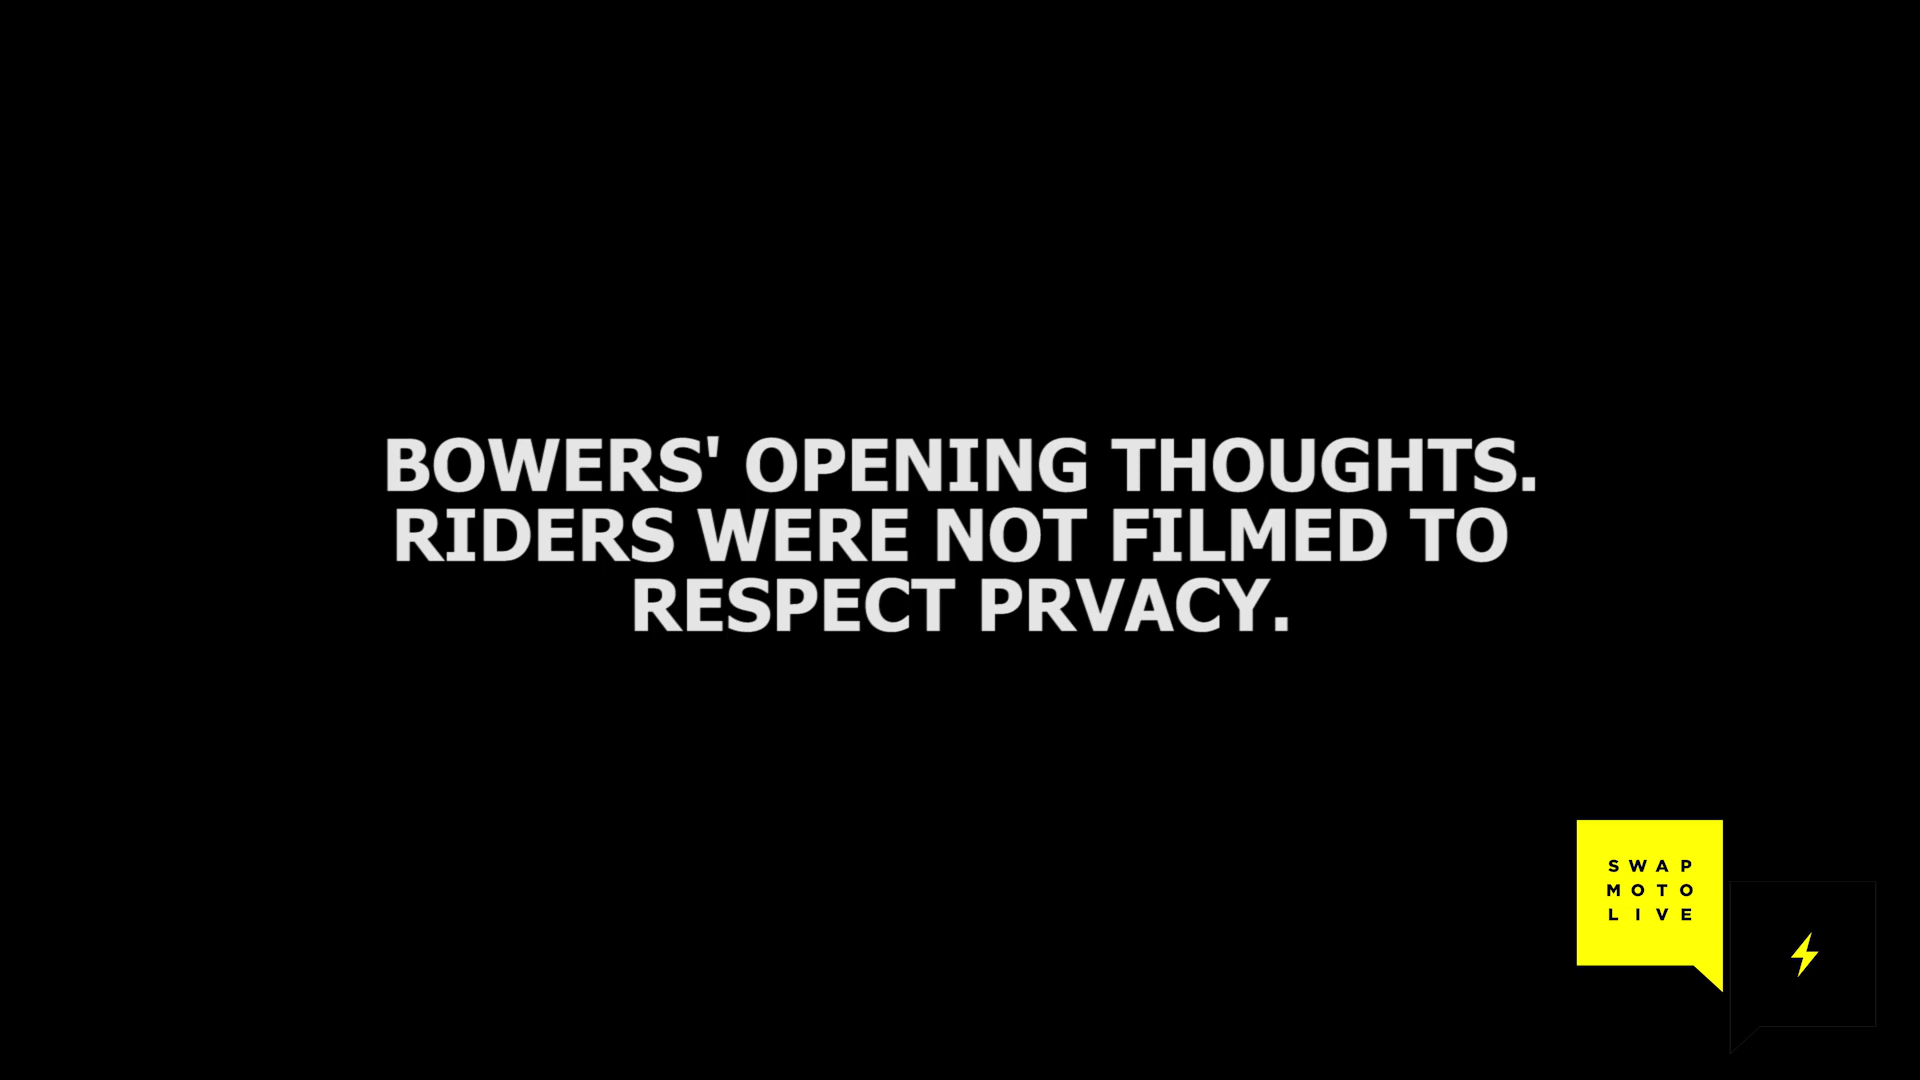 BOWERS' OPENING THOUGHTS.
RIDERS WERE NOT FILMED TO
RESPECT PRVACY.
SWAP
MOTO
LIVE